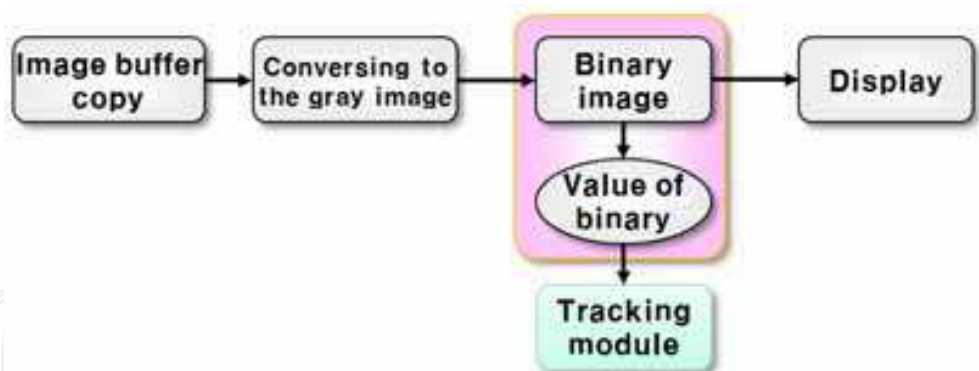 Image buffer
copy
Conversing to
the gray image
Binary
image
Display
Value of
binary
Tracking
module